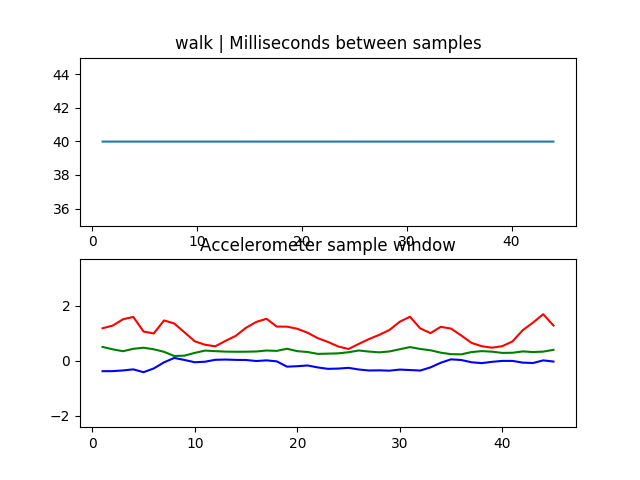 walk | Milliseconds between samples
44
42
40
38
36
0 10 20 30 40
Accelerometer sample window
2
0
−2
0 10 20 30 40